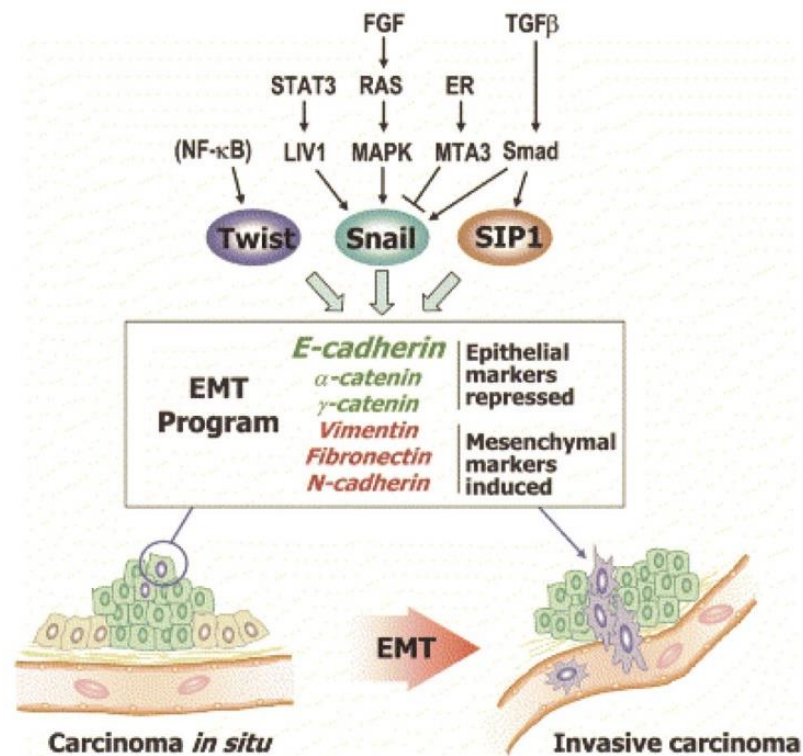 FGF TGFβ
STAT3 RAS ER
(NF-κB) LIV1 MAPK MTA3 Smad
Twist Snail SIP1
EMT
Program
E-cadherin
α-catenin
γ-catenin
Vimentin
Fibronectin
N-cadherin
Epithelial
markers
repressed
Mesenchymal
markers
induced
EMT
Carcinoma in situ
Invasive carcinoma